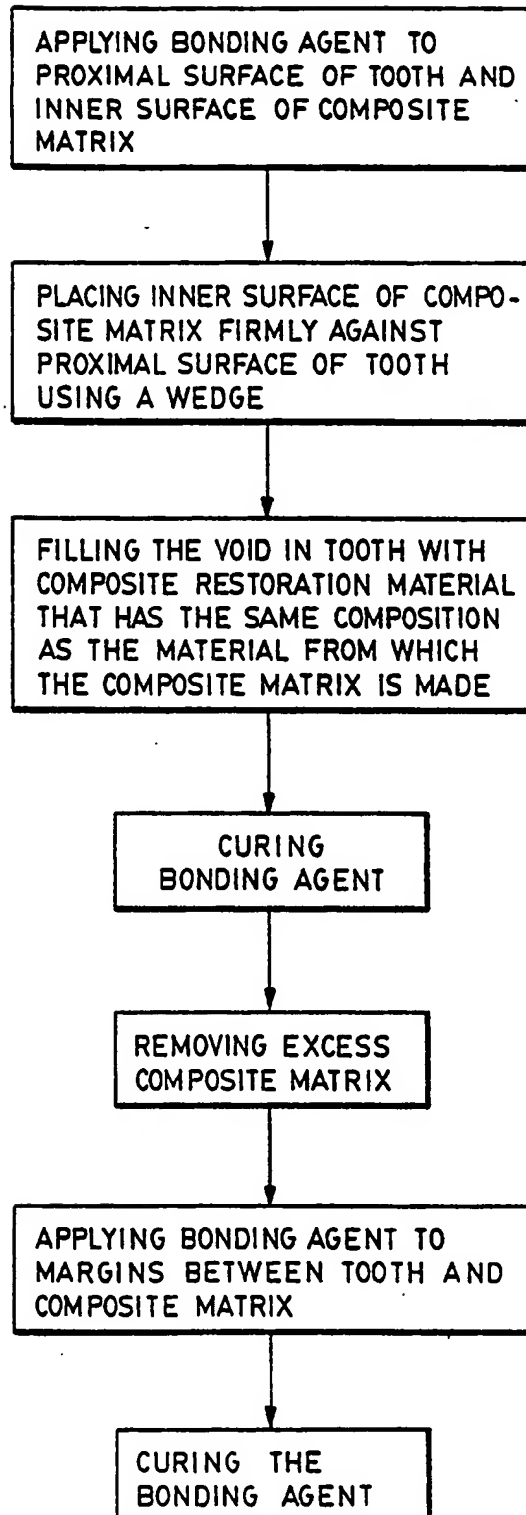 APPLYING BONDING AGENT TO
PROXIMAL SURFACE OF TOOTH AND
INNER SURFACE OF COMPOSITE
MATRIX
PLACING INNER SURFACE OF COMPO-
SITE MATRIX FIRMLY AGAINST
PROXIMAL SURFACE OF TOOTH
USING A WEDGE
FILLING THE VOID IN TOOTH WITH
COMPOSITE RESTORATION MATERIAL
THAT HAS THE SAME COMPOSITION
AS THE MATERIAL FROM WHICH
THE COMPOSITE MATRIX IS MADE
CURING
BONDING AGENT
REMOVING EXCESS
COMPOSITE MATRIX
APPLYING BONDING AGENT TO
MARGINS BETWEEN TOOTH AND
COMPOSITE MATRIX
CURING THE
BONDING AGENT